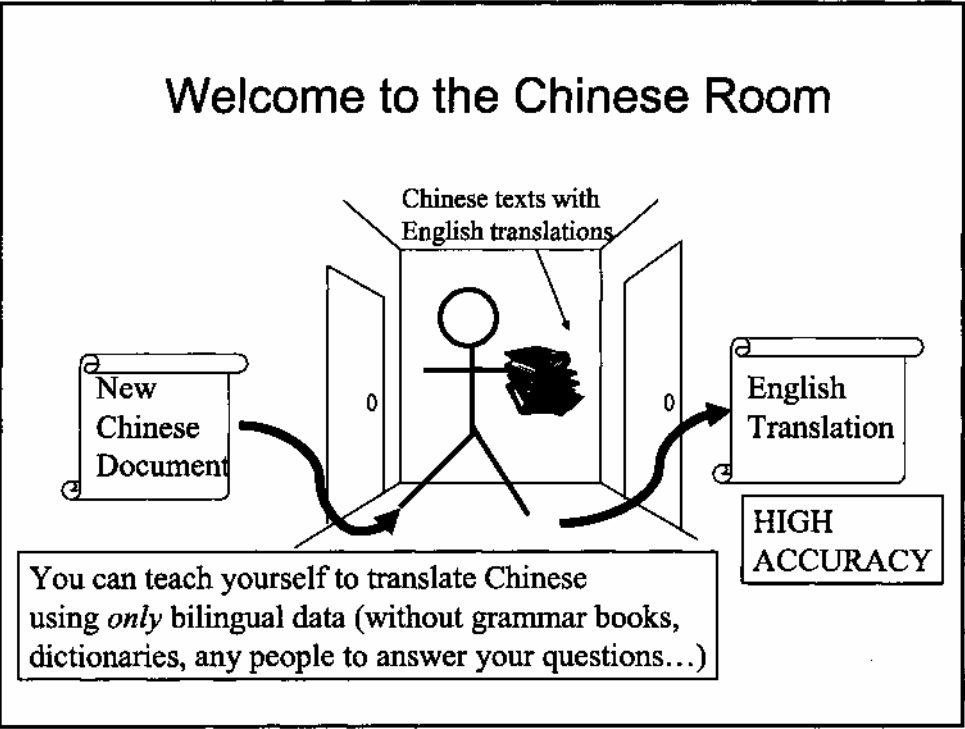 Welcome to the Chinese Room
Chinese texts with
English translations
New
Chinese
Document
English
Translation
HIGH
ACCURACY
You can teach yourself to translate Chinese
using only bilingual data (without grammar books,
dictionaries, any people to answer your questions…)